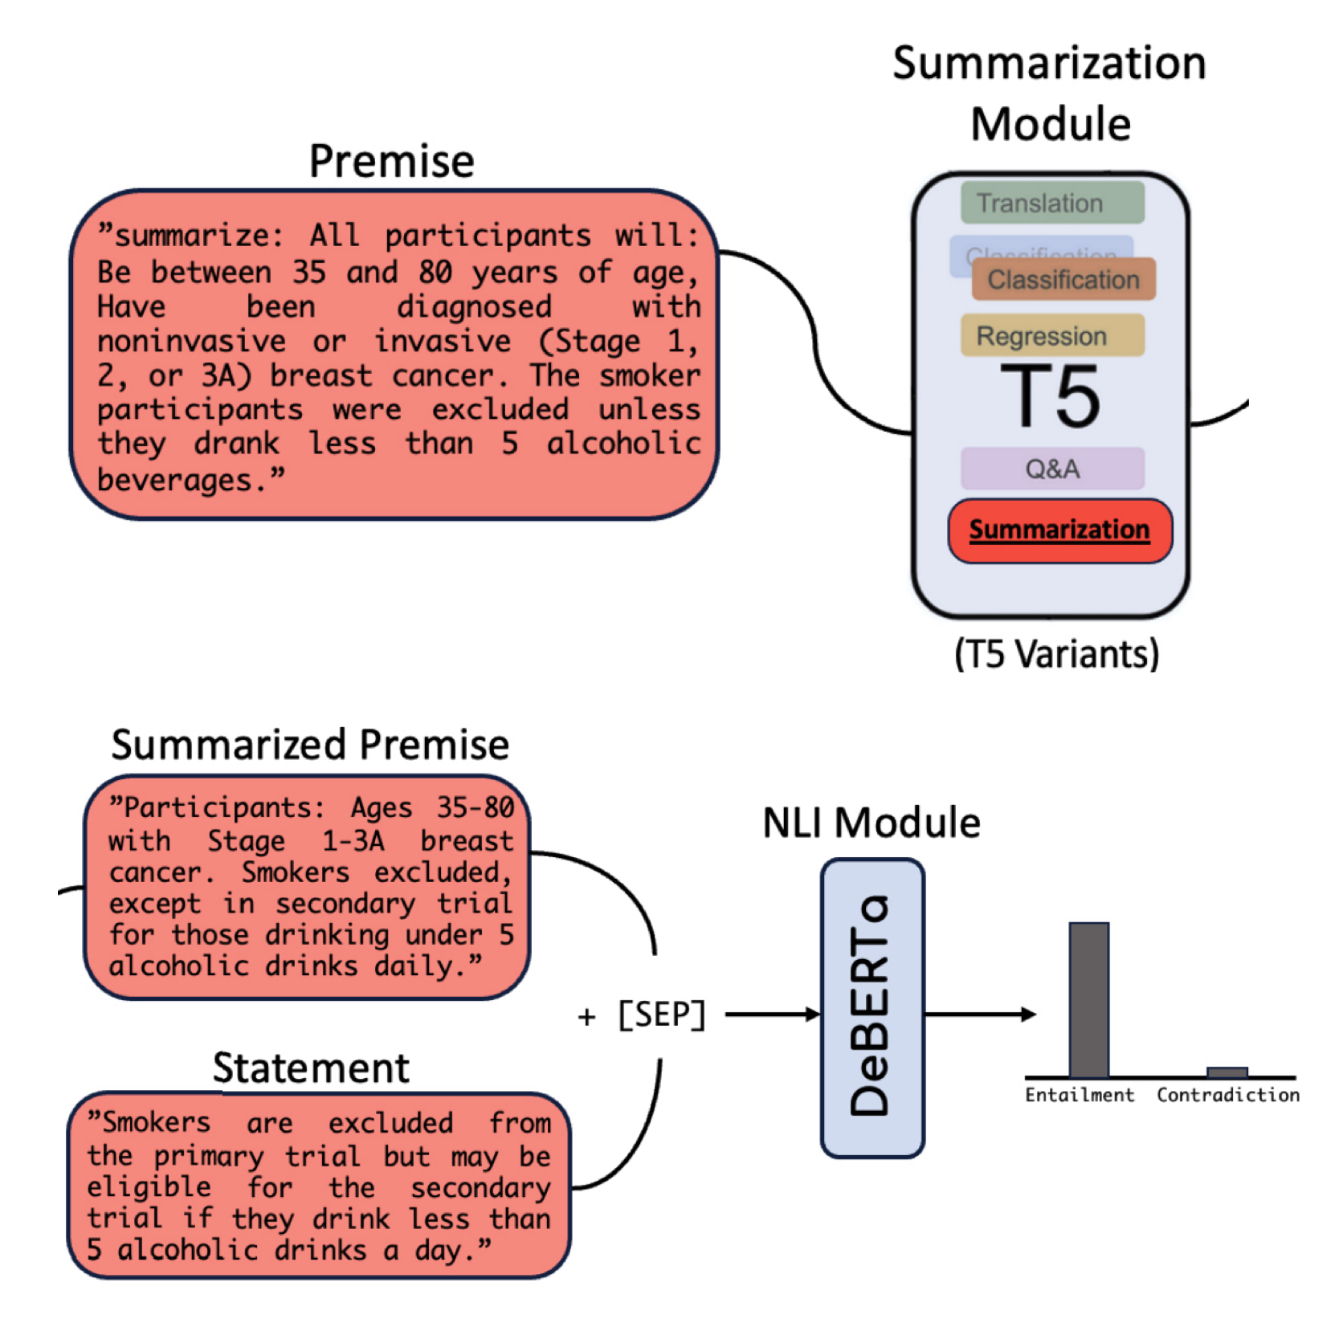 Summarization
Module
Premise
”summarize: All participants will:
Be between 35 and 80 years of age,
Have been diagnosed with
noninvasive or invasive (Stage 1,
2, or 3A) breast cancer. The smoker
participants were excluded unless
they drank less than 5 alcoholic
beverages.”
Translation
Classification
Classification
Regression
T5
Q&A
Summarization
(T5 Variants)
Summarized Premise
”Participants: Ages 35-80
with Stage 1-3A breast
cancer. Smokers excluded,
except in secondary trial
for those drinking under 5
alcoholic drinks daily.”
NLI Module
DeBERTa
+ [SEP]
Entailment Contradiction
Statement
”Smokers are excluded from
the primary trial but may be
eligible for the secondary
trial if they drink less than
5 alcoholic drinks a day.”